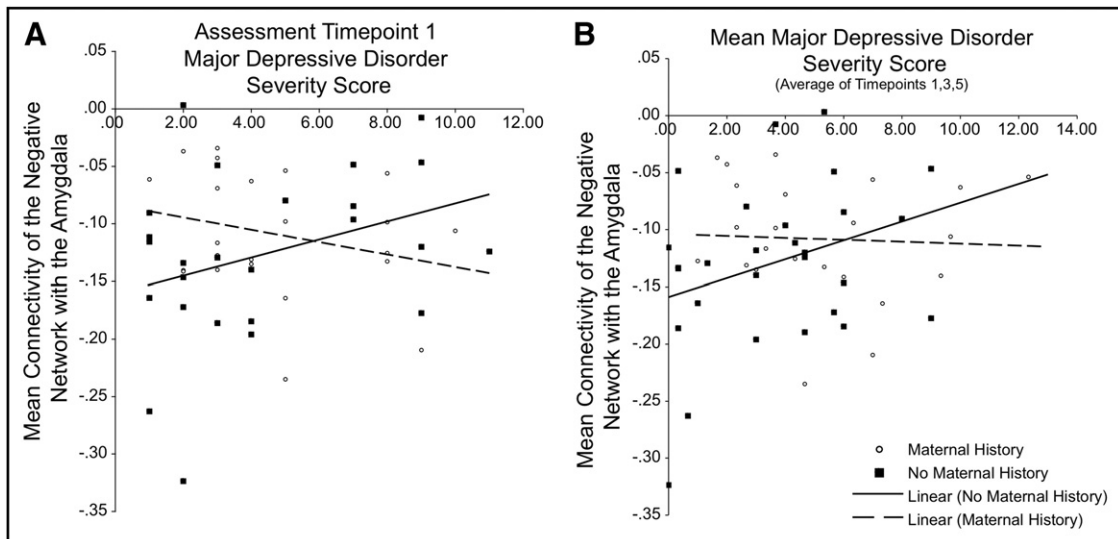 A
Assessment Timepoint 1
Major Depressive Disorder
Severity Score
Mean Connectivity of the Negative
Network with the Amygdala
.05
.00
-.05
-.10
-.15
-.20
-.25
-.30
-.35
.00 2.00 4.00 6.00 8.00 10.00 12.00
B
Mean Major Depressive Disorder
Severity Score
(Average of Timepoints 1,3,5)
Mean Connectivity of the Negative
Network with the Amygdala
.05
.00
-.05
-.10
-.15
-.20
-.25
-.30
-.35
.00 2.00 4.00 6.00 8.00 10.00 12.00 14.00
Maternal History
No Maternal History
Linear (No Maternal History)
Linear (Maternal History)